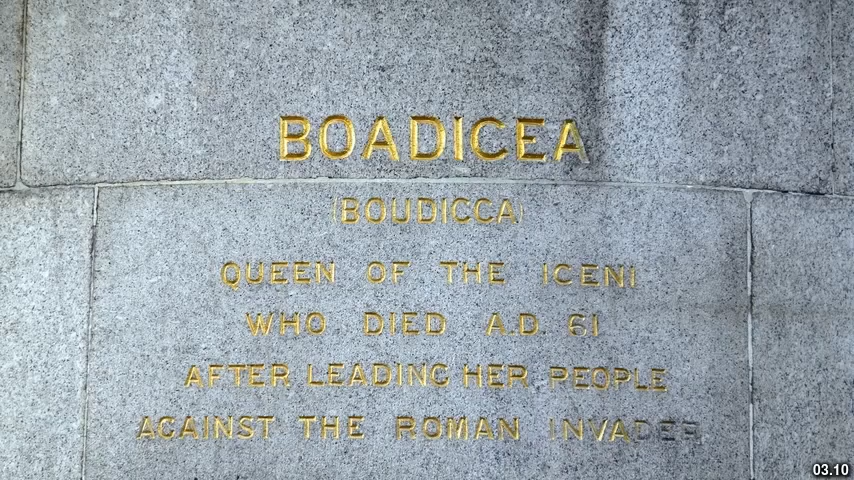 BOADICEA
(BOUDICCA)
QUEEN OF THE ICENI
WHO DIED A.D. 61
AFTER LEADING HER PEOPLE
AGAINST THE ROMAN INVADER
03.10